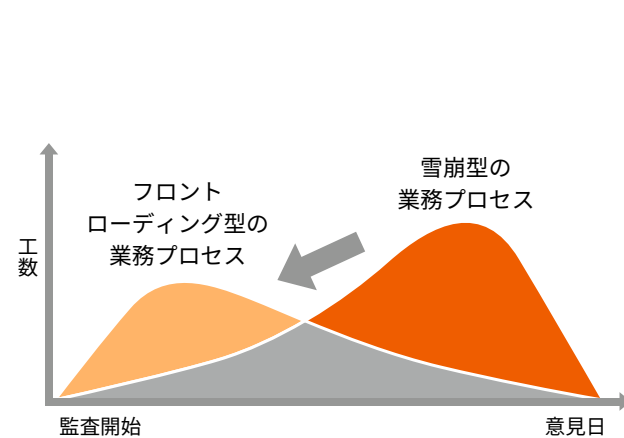 雪崩型の
業務プロセス
フロント
ローディング型の
業務プロセス
工数
監査開始
意見日